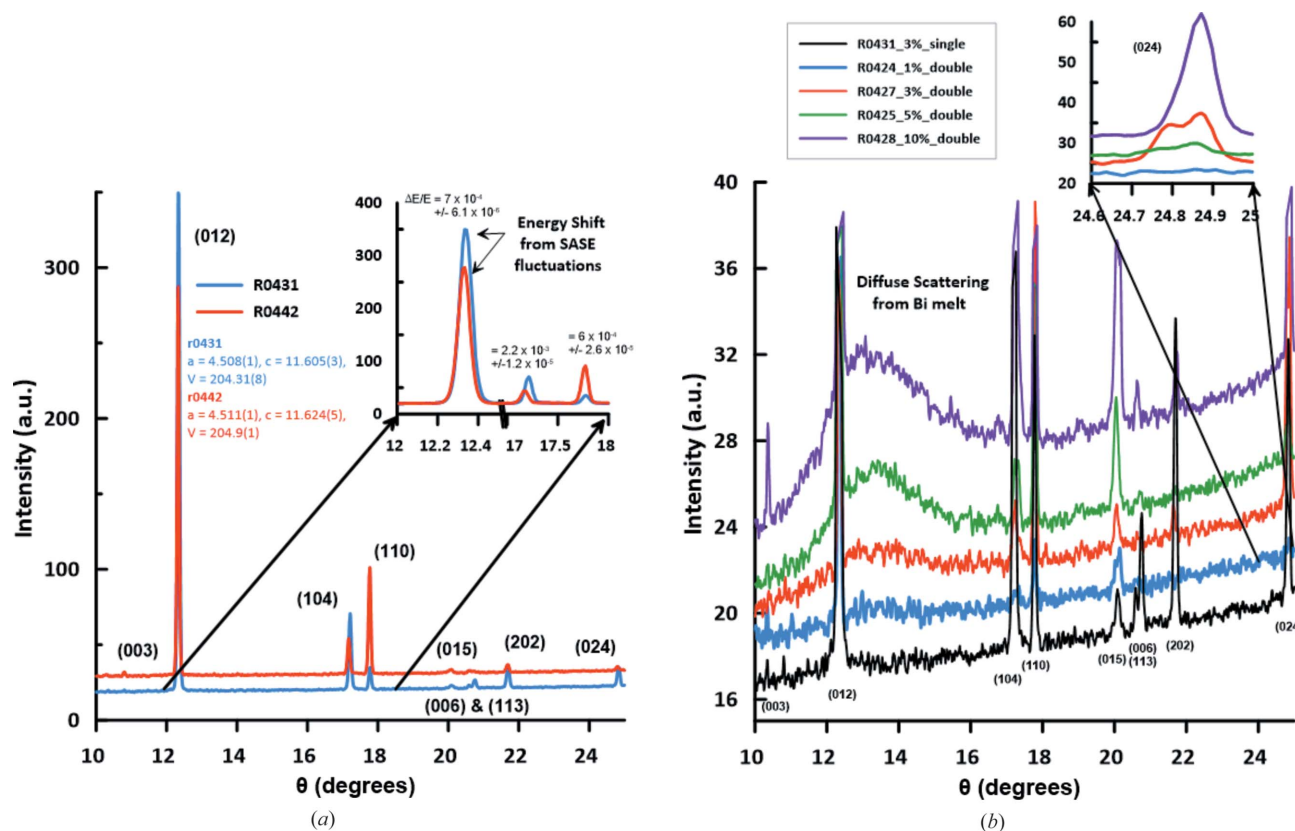 Intensity (a.u.)
300
200
100
0
10
12
14
16
18
20
22
24
θ (degrees)
(003)
(012)
(104)
(110)
(015)
(202)
(024)
(006) & (113)
R0431
R0442
r0431
a = 4.508(1), c = 11.605(3),
V = 204.31(8)
r0442
a = 4.511(1), c = 11.624(5),
V = 204.9(1)
400
300
200
100
0
12
12.2
12.4
17
17.5
18
ΔE/E = 7 x 10⁻⁴
+/- 6.1 x 10⁻⁶
Energy Shift
from SASE
fluctuations
= 2.2 x 10⁻³
+/-1.2 x 10⁻⁵
= 6 x 10⁻⁴
+/- 2.6 x 10⁻⁵
(a)
R0431_3%_single
R0424_1%_double
R0427_3%_double
R0425_5%_double
R0428_10%_double
60
50
40
30
20
24.6
24.7
24.8
24.9
25
(024)
Intensity (a.u.)
40
36
32
28
24
20
16
Diffuse Scattering
from Bi melt
(003)
(012)
(104)
(110)
(015)
(006)
(113)
(202)
(024
10
12
14
16
18
20
22
24
θ (degrees)
(b)